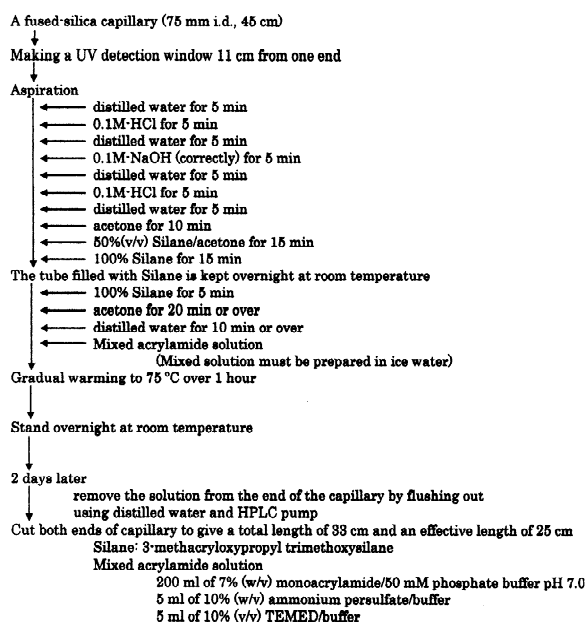 A fused-silica capillary (75 mm i.d., 45 cm)
Making a UV detection window 11 cm from one end
Aspiration
distilled water for 5 min
0.1M-HCl for 5 min
distilled water for 5 min
0.1M-NaOH (correctly) for 5 min
distilled water for 5 min
0.1M-HCl for 5 min
distilled water for 5 min
acetone for 10 min
50%(v/v) Silane/acetone for 15 min
100% Silane for 15 min
The tube filled with Silane is kept overnight at room temperature
100% Silane for 5 min
acetone for 20 min or over
distilled water for 10 min or over
Mixed acrylamide solution
(Mixed solution must be prepared in ice water)
Gradual warming to 75 °C over 1 hour
Stand overnight at room temperature
2 days later
remove the solution from the end of the capillary by flushing out
using distilled water and HPLC pump
Cut both ends of capillary to give a total length of 33 cm and an effective length of 25 cm
Silane: 3-methacryloxypropyl trimethoxysilane
Mixed acrylamide solution
200 ml of 7% (w/v) monoacrylamide/50 mM phosphate buffer pH 7.0
5 ml of 10% (w/v) ammonium persulfate/buffer
5 ml of 10% (v/v) TEMED/buffer